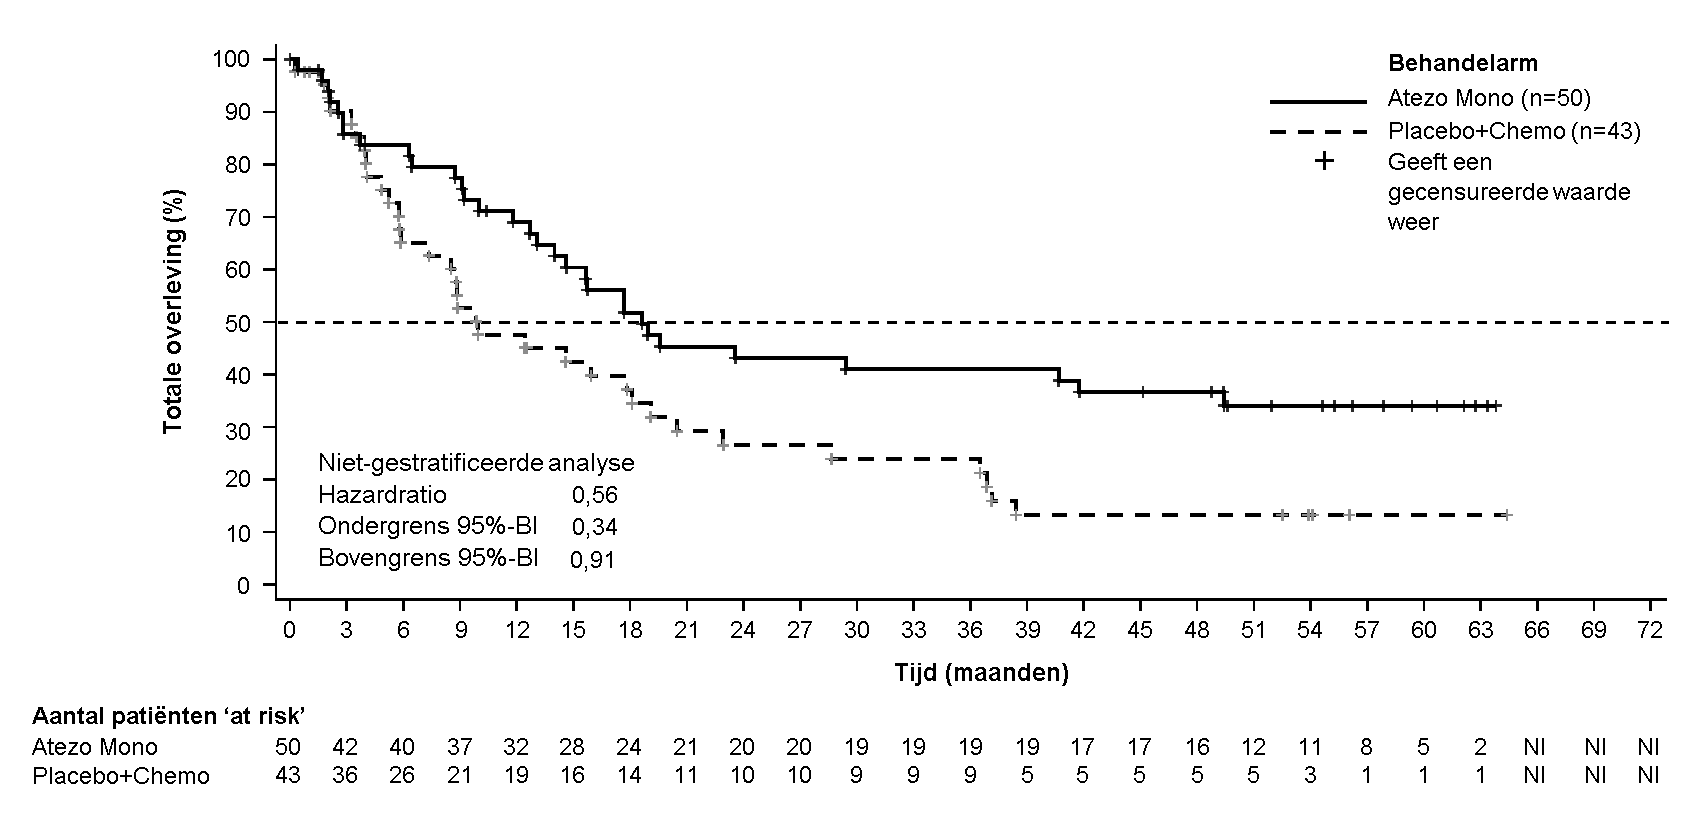 Behandelarm
Atezo Mono (n=50)
Placebo+Chemo (n=43)
Geeft een
gecensureerde waarde
weer
Totale overleving (%)
100
90
80
70
60
50
40
30
20
10
0
Niet-gestratificeerde analyse
Hazardratio 0,56
Ondergrens 95%-BI 0,34
Bovengrens 95%-BI 0,91
0 3 6 9 12 15 18 21 24 27 30 33 36 39 42 45 48 51 54 57 60 63 66 69 72
Tijd (maanden)
Aantal patiënten ‘at risk’
Atezo Mono 50 42 40 37 32 28 24 21 20 20 19 19 19 19 17 17 16 12 11 8 5 2 NI NI NI
Placebo+Chemo 43 36 26 21 19 16 14 11 10 10 9 9 9 5 5 5 5 5 3 1 1 1 NI NI NI